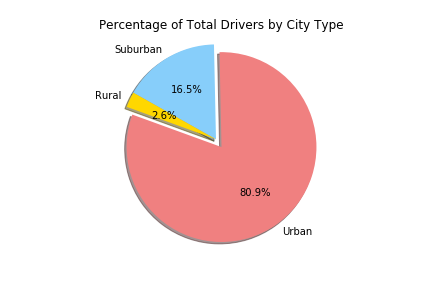 Percentage of Total Drivers by City Type
Suburban
16.5%
Rural
2.6%
80.9%
Urban